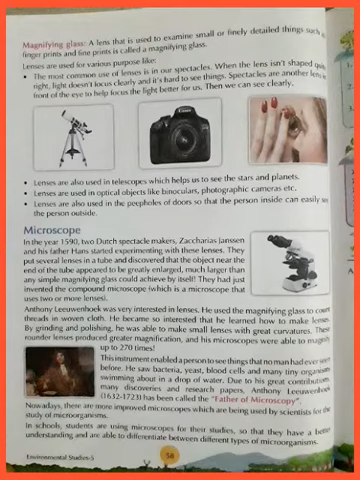 Magnifying glass: A lens that is used to examine small or finely detailed things such as
finger prints and fine prints is called a magnifying glass.
Lenses are used for various purpose like:
• The most common use of lenses is in our spectacles. When the lens isn't shaped quite
right, light doesn't focus clearly and it's hard to see things. Spectacles are another lens in
front of the eye to help focus the light better for us. Then we can see clearly.
• Lenses are also used in telescopes which helps us to see the stars and planets.
• Lenses are used in optical objects like binoculars, photographic cameras etc.
• Lenses are also used in the peepholes of doors so that the person inside can easily see
the person outside.
Microscope
In the year 1590, two Dutch spectacle makers, Zaccharias Janssen
and his father Hans started experimenting with these lenses. They
put several lenses in a tube and discovered that the object near the
end of the tube appeared to be greatly enlarged, much larger than
any simple magnifying glass could achieve by itself! They had just
invented the compound microscope (which is a microscope that
uses two or more lenses).
Anthony Leeuwenhoek was very interested in lenses. He used the magnifying glass to count
threads in woven cloth. He became so interested that he learned how to make lenses.
By grinding and polishing, he was able to make small lenses with great curvatures. These
rounder lenses produced greater magnification, and his microscopes were able to magnify
up to 270 times!
This instrument enabled a person to see things that no man had ever seen
before. He saw bacteria, yeast, blood cells and many tiny organisms
swimming about in a drop of water. Due to his great contributions,
many discoveries and research papers, Anthony Leeuwenhoek
(1632-1723) has been called the "Father of Microscopy".
Nowadays, there are more improved microscopes which are being used by scientists for the
study of microorganisms.
In schools, students are using microscopes for their studies, so that they have a better
understanding and are able to differentiate between different types of microorganisms.
Environmental Studies-5
56